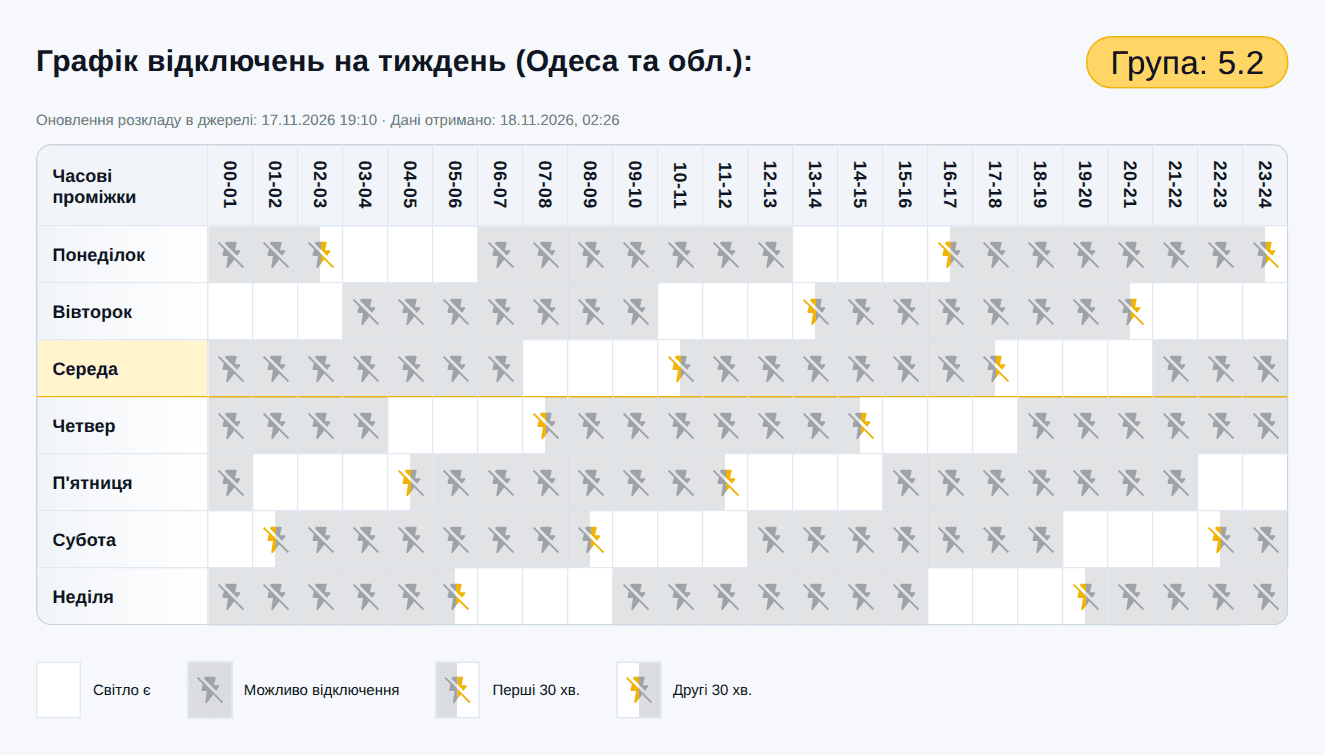 Графік відключень на тиждень (Одеса та обл.):
Група: 5.2
Оновлення розкладу в джерелі: 17.11.2026 19:10 · Дані отримано: 18.11.2026, 02:26
Часові
проміжки
00-01 01-02 02-03 03-04 04-05 05-06 06-07 07-08 08-09 09-10 10-11 11-12 12-13 13-14 14-15 15-16 16-17 17-18 18-19 19-20 20-21 21-22 22-23 23-24
Понеділок
Вівторок
Середа
Четвер
П'ятниця
Субота
Неділя
Світло є
Можливо відключення
Перші 30 хв.
Другі 30 хв.